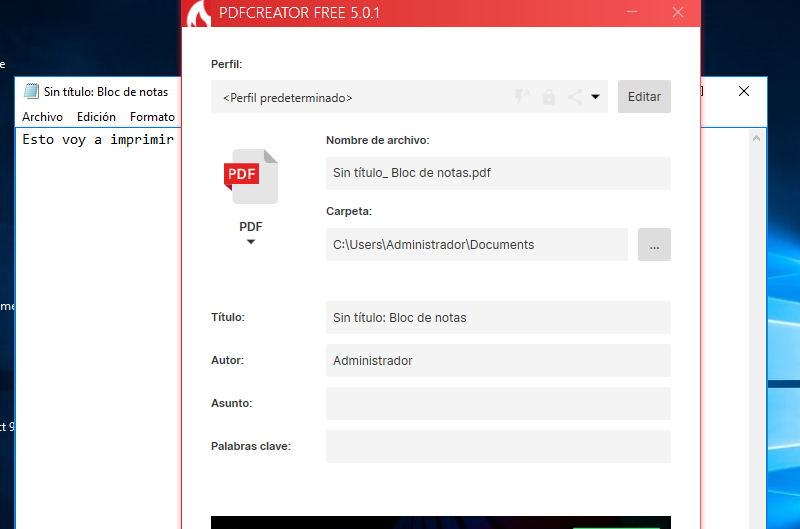 PDFCREATOR FREE 5.0.1
Perfil:
<Perfil predeterminado>
Editar
Nombre de archivo:
Sin título_ Bloc de notas.pdf
PDF
PDF
Carpeta:
C:\Users\Administrador\Documents
...
Título:
Sin título: Bloc de notas
Autor:
Administrador
Asunto:
Palabras clave:
Sin título: Bloc de notas
Archivo Edición Formato
Esto voy a imprimir